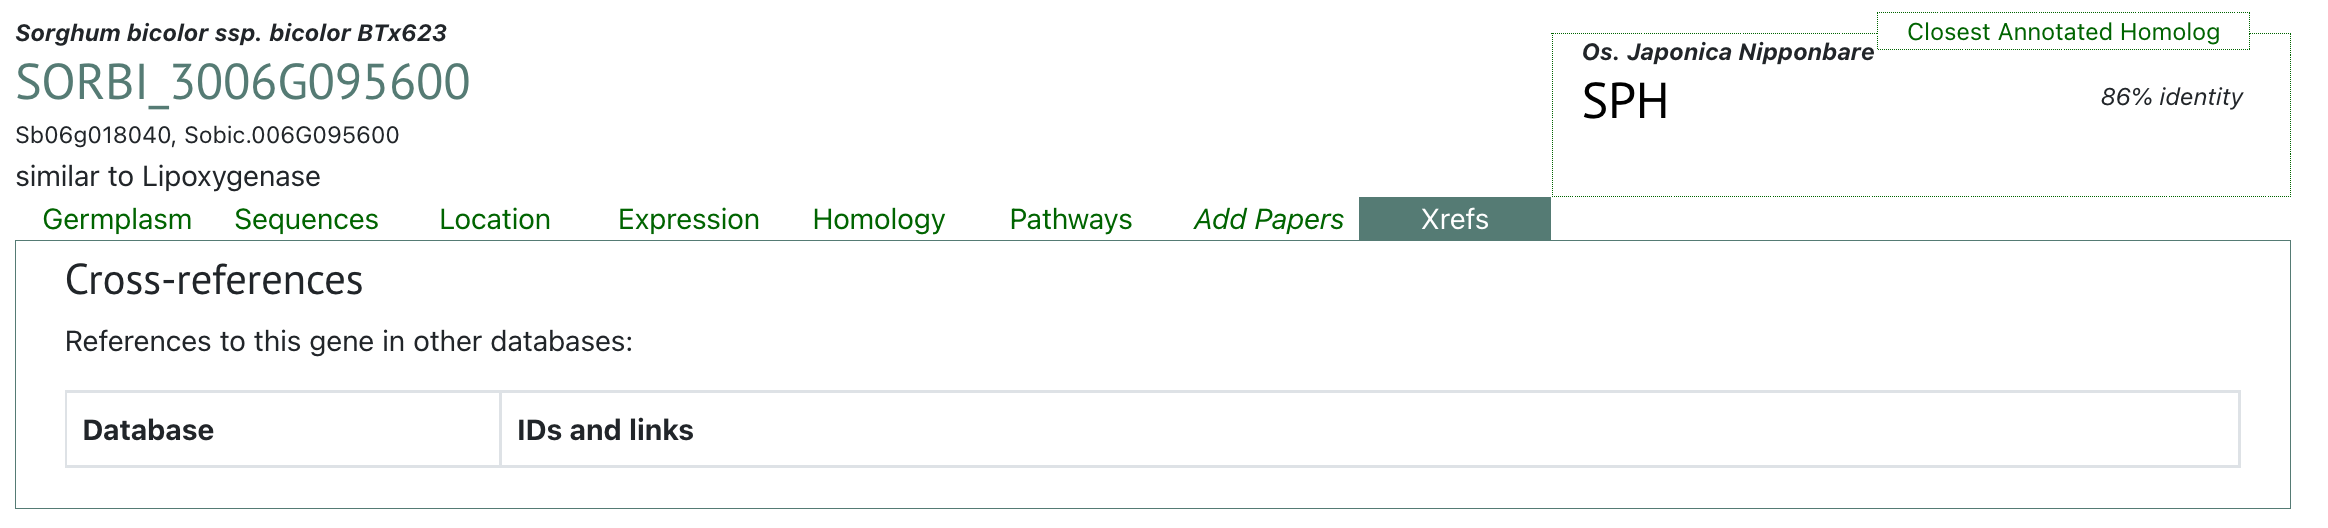 Sorghum bicolor ssp. bicolor BTx623
SORBI_3006G095600
Sb06g018040, Sobic.006G095600
similar to Lipoxygenase
Closest Annotated Homolog
Os. Japonica Nipponbare
SPH
86% identity
Germplasm Sequences Location Expression Homology Pathways Add Papers Xrefs
Cross-references
References to this gene in other databases:
Database IDs and links